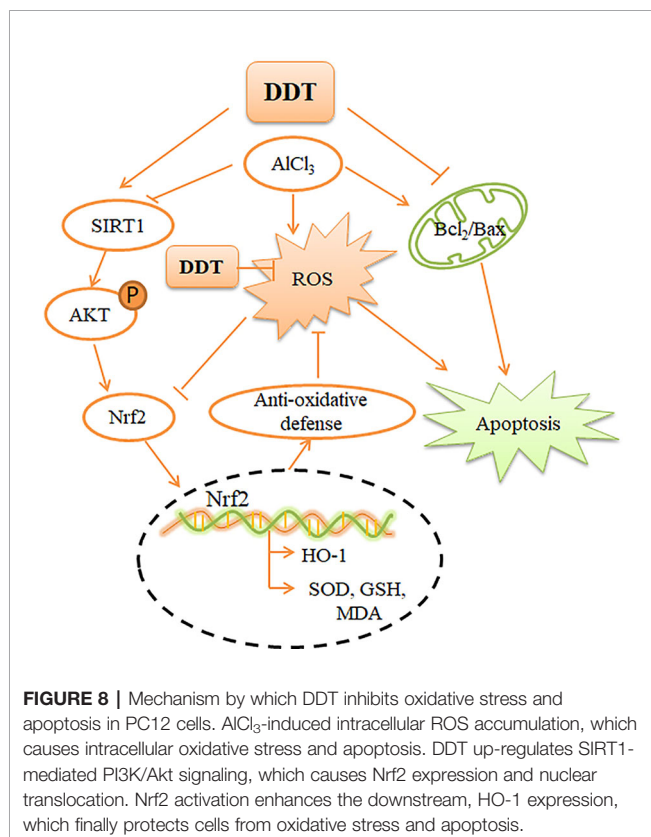 DDT
AlCl₃
SIRT1
Bcl₂/Bax
DDT
ROS
P
AKT
Nrf2
Anti-oxidative
defense
Apoptosis
Nrf2
HO-1
SOD, GSH,
MDA
FIGURE 8 | Mechanism by which DDT inhibits oxidative stress and
apoptosis in PC12 cells. AlCl₃-induced intracellular ROS accumulation, which
causes intracellular oxidative stress and apoptosis. DDT up-regulates SIRT1-
mediated PI3K/Akt signaling, which causes Nrf2 expression and nuclear
translocation. Nrf2 activation enhances the downstream, HO-1 expression,
which finally protects cells from oxidative stress and apoptosis.